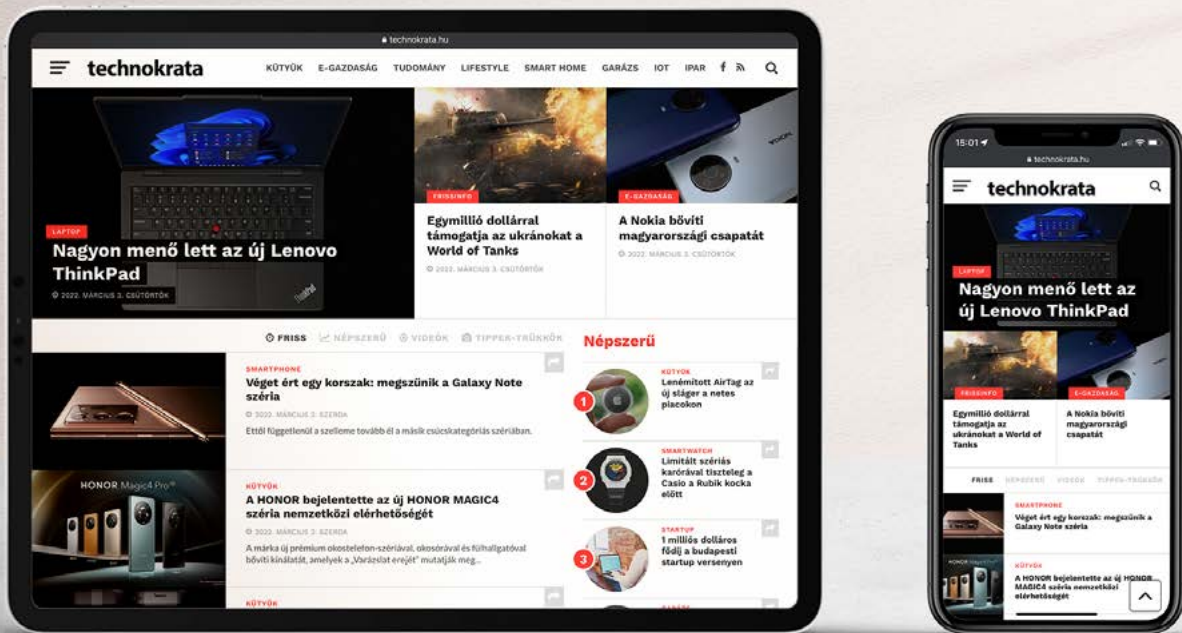 technokrata.hu
technokrata
KÜTYÜK E-GAZDASÁG TUDOMÁNY LIFESTYLE SMART HOME GARÁZS IOT IPAR
LAPTOP
Nagyon menő lett az új Lenovo
ThinkPad
2022. MÁRCIUS 3. CSÜTÖRTÖK
ThinkPad
FRISSINFO
Egymillió dollárral
támogatja az
ukránokat a
World of Tanks
2022. MÁRCIUS 3. CSÜTÖRTÖK
NOKIA
E-GAZDASÁG
A Nokia bővíti
magyarországi csapatát
2022. MÁRCIUS 3. CSÜTÖRTÖK
FRISS NÉPSZERŰ VIDEÓK TIPPEK-TRÜKKÖK
SMARTPHONE
Véget ért egy korszak: megszűnik a Galaxy Note
széria
2022. MÁRCIUS 2. SZERDA
Ettől függetlenül a szelleme tovább él a másik csúcskategóriás szériában.
HONOR Magic4 Pro
KÜTYÜK
A HONOR bejelentette az új HONOR MAGIC4
széria nemzetközi elérhetőségét
2022. MÁRCIUS 2. SZERDA
A márka új prémium okostelefon-szériával, okosórával és fülhallgatóval
bővíti kínálatát, amelyek a „Varázslat erejét” mutatják meg...
KÜTYÜK
Népszerű
1
KÜTYÜK
Lenémított AirTag az
új sláger a netes
piacokon
2
SMARTWATCH
Limitált szériás
karórával tiszteleg a
Casio a Rubik kocka
előtt
3
STARTUP
1 milliós dolláros
fődíj a budapesti
startup versenyen
15:01
technokrata.hu
technokrata
LAPTOP
Nagyon menő lett az
új Lenovo ThinkPad
FRISSINFO
Egymillió dollárral
támogatja az
ukránokat a World of
Tanks
E-GAZDASÁG
A Nokia bővíti
magyarországi
csapatát
FRISS NÉPSZERŰ VIDEÓK TIPPEK-TRÜKKÖK
SMARTPHONE
Véget ért egy korszak: megszűnik a
Galaxy Note széria
KÜTYÜK
A HONOR bejelentette az új HONOR
MAGIC4 széria nemzetközi
elérhetőségét